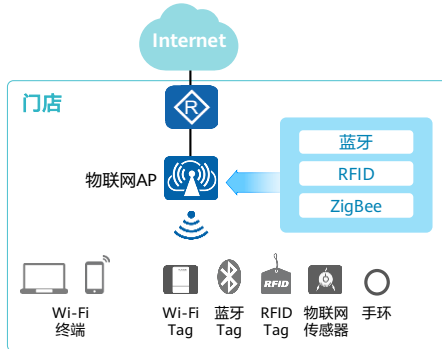 Internet
门店
R
物联网AP
蓝牙
RFID
ZigBee
RFID
Wi-Fi
终端
Wi-Fi
Tag
蓝牙
Tag
RFID
Tag
物联网
传感器
手环